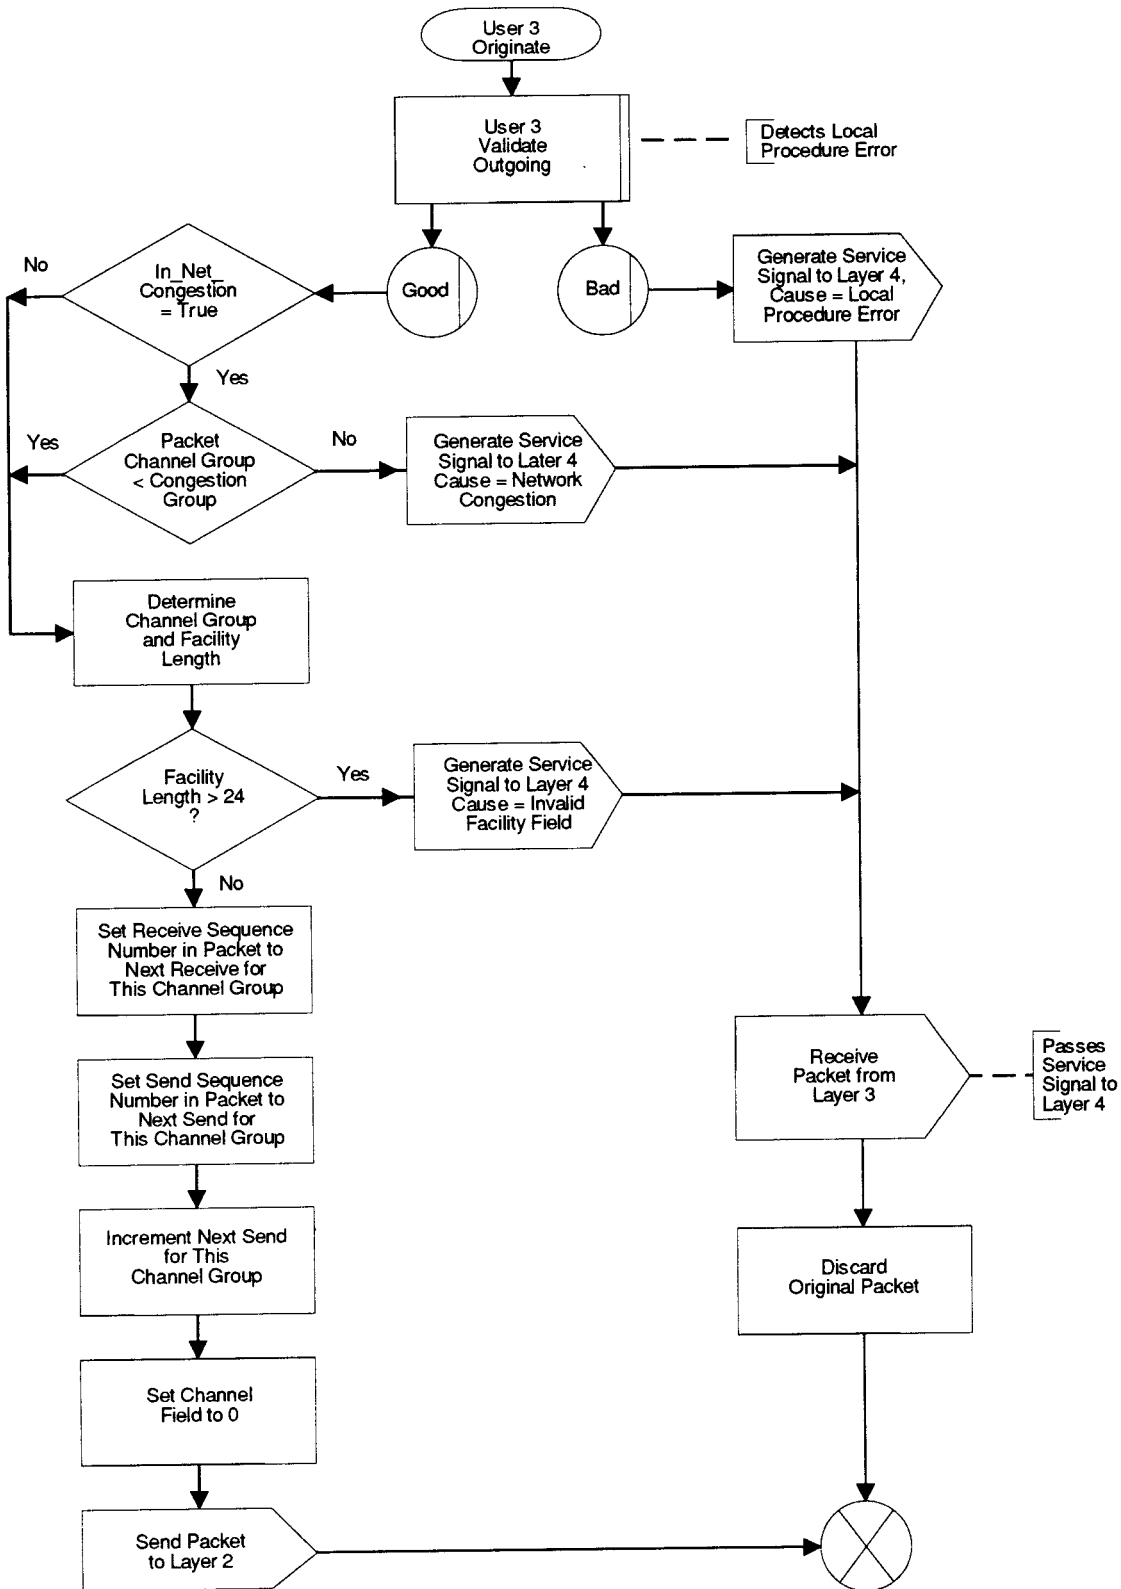 User 3
Originate
User 3
Validate
Outgoing
Detects Local
Procedure Error
No
In_Net_
Congestion
= True
Good
Bad
Generate Service
Signal to Layer 4,
Cause = Local
Procedure Error
Yes
Yes
Packet
Channel Group
< Congestion
Group
No
Generate Service
Signal to Later 4
Cause = Network
Congestion
Determine
Channel Group
and Facility
Length
Facility
Length > 24
?
Yes
Generate Service
Signal to Layer 4
Cause = Invalid
Facility Field
No
Set Receive Sequence
Number in Packet to
Next Receive for
This Channel Group
Receive
Packet from
Layer 3
Passes
Service
Signal to
Layer 4
Set Send Sequence
Number in Packet to
Next Send for
This Channel Group
Increment Next Send
for This
Channel Group
Discard
Original Packet
Set Channel
Field to 0
Send Packet
to Layer 2